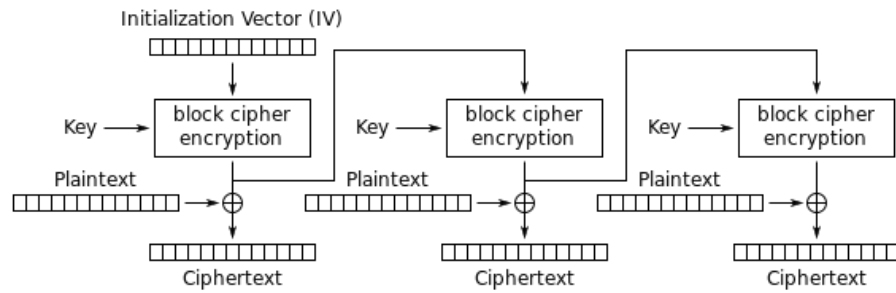 Initialization Vector (IV)
Key
block cipher
encryption
Key
block cipher
encryption
Key
block cipher
encryption
Plaintext
Plaintext
Plaintext
Ciphertext
Ciphertext
Ciphertext